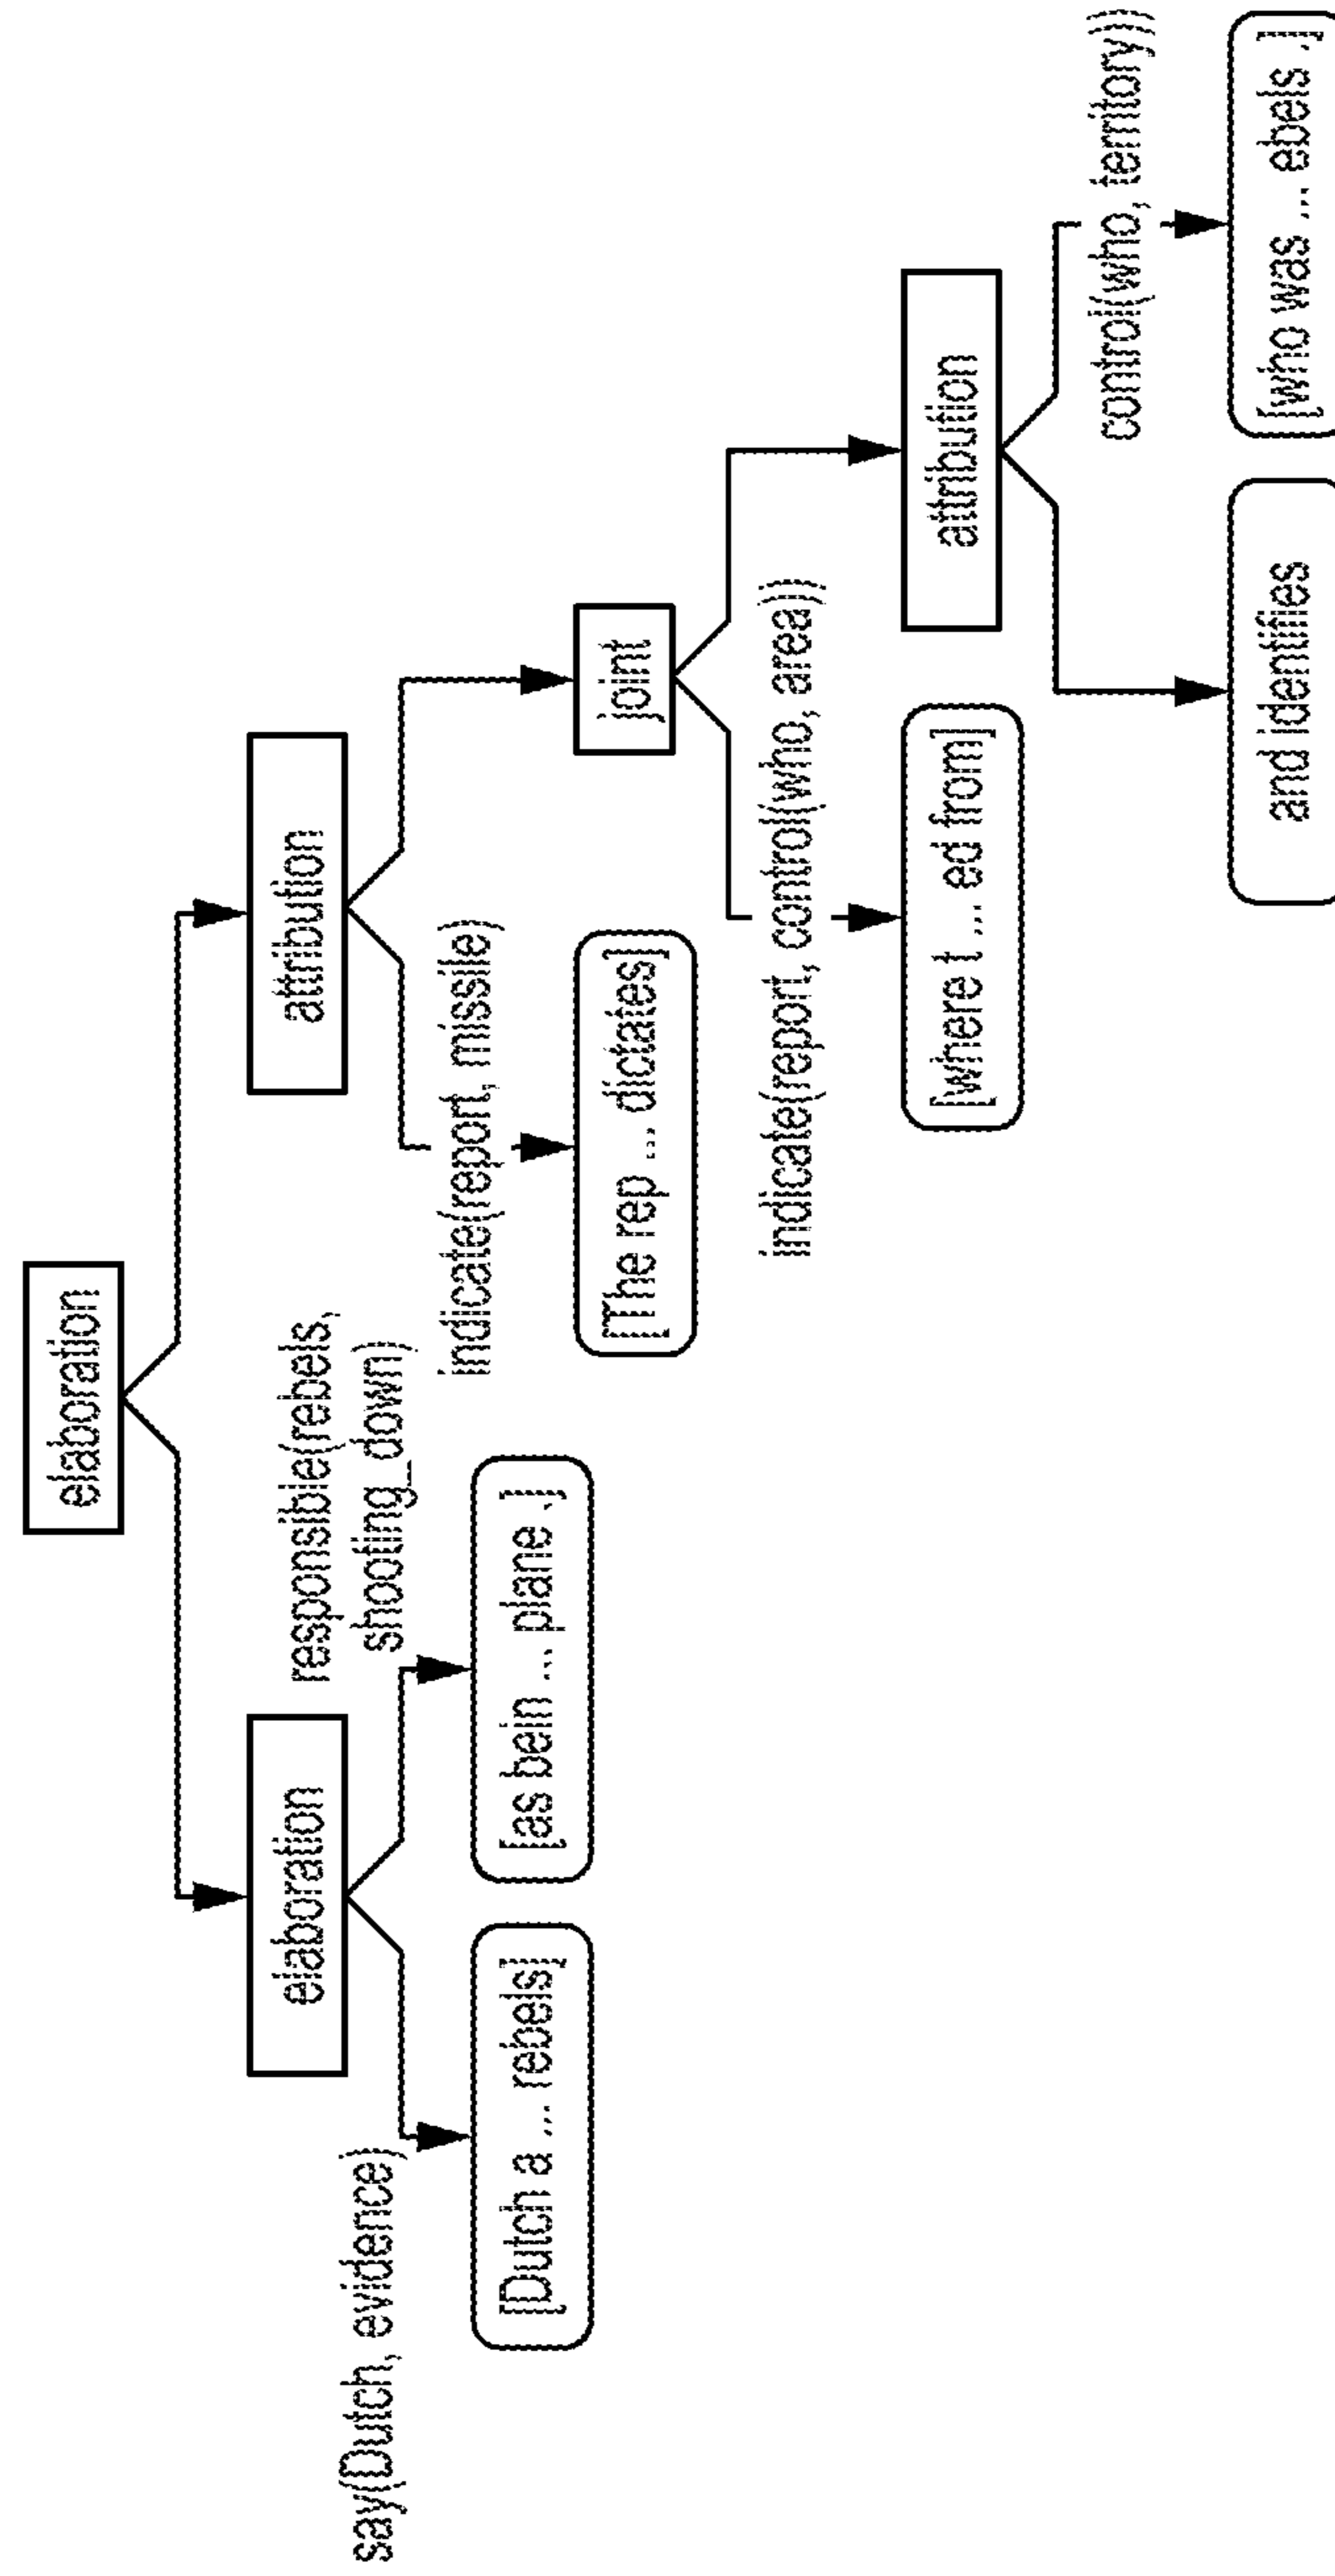 elaboration
elaboration
attribution
say(Dutch, evidence)
responsible(rebels,
shooting_down)
indicate(report, missile)
[Dutch a ... rebels]
[as bein ... plane ,]
[The rep ... dictates]
joint
indicate(report, control(who, area))
[where t ... ed from]
attribution
control(who, territory))
and identifies
[who was ... ebels ,]